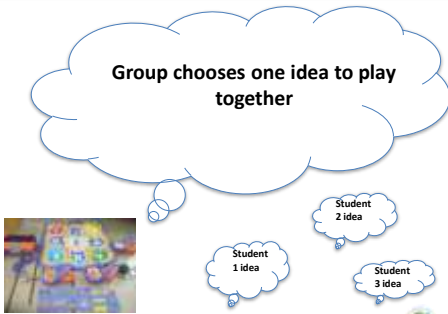 Group chooses one idea to play
together
Student
2 idea
Student
1 idea
Student
3 idea